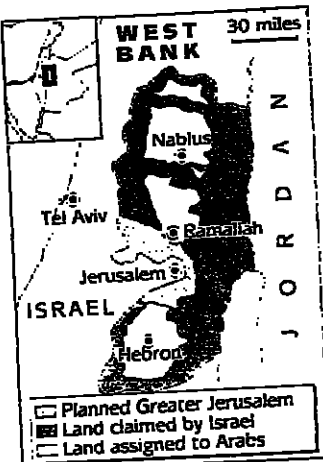 WEST
BANK
30 miles
Nablus
JORDAN
Tel Aviv
Ramallah
Jerusalem
ISRAEL
Hebron
Planned Greater Jerusalem
Land claimed by Israel
Land assigned to Arabs